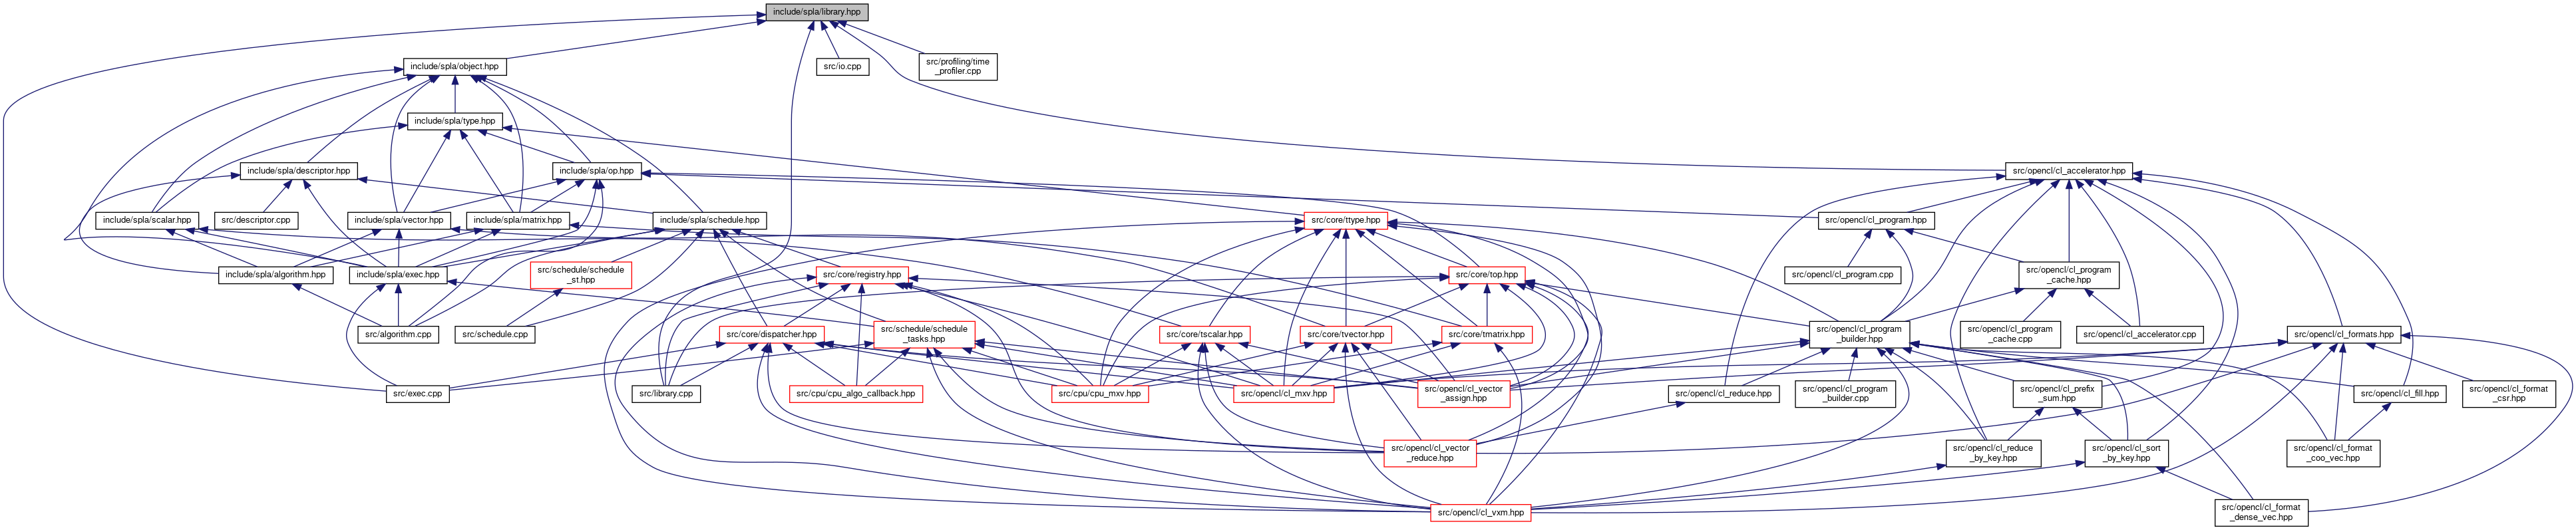 include/spla/library.hpp
include/spla/object.hpp
src/io.cpp
src/profiling/time
_profiler.cpp
include/spla/type.hpp
include/spla/descriptor.hpp
include/spla/op.hpp
src/opencl/cl_accelerator.hpp
include/spla/scalar.hpp
src/descriptor.cpp
include/spla/vector.hpp
include/spla/matrix.hpp
include/spla/schedule.hpp
src/core/ttype.hpp
src/opencl/cl_program.hpp
include/spla/algorithm.hpp
include/spla/exec.hpp
src/schedule/schedule
_st.hpp
src/core/registry.hpp
src/core/top.hpp
src/opencl/cl_program.cpp
src/opencl/cl_program
_cache.hpp
src/algorithm.cpp
src/schedule.cpp
src/core/dispatcher.hpp
src/schedule/schedule
_tasks.hpp
src/core/tscalar.hpp
src/core/tvector.hpp
src/core/tmatrix.hpp
src/opencl/cl_program
_builder.hpp
src/opencl/cl_program
_cache.cpp
src/opencl/cl_accelerator.cpp
src/opencl/cl_formats.hpp
src/exec.cpp
src/library.cpp
src/cpu/cpu_algo_callback.hpp
src/cpu/cpu_mxv.hpp
src/opencl/cl_mxv.hpp
src/opencl/cl_vector
_assign.hpp
src/opencl/cl_reduce.hpp
src/opencl/cl_program
_builder.cpp
src/opencl/cl_prefix
_sum.hpp
src/opencl/cl_fill.hpp
src/opencl/cl_format
_csr.hpp
src/opencl/cl_vector
_reduce.hpp
src/opencl/cl_reduce
_by_key.hpp
src/opencl/cl_sort
_by_key.hpp
src/opencl/cl_format
_coo_vec.hpp
src/opencl/cl_vxm.hpp
src/opencl/cl_format
_dense_vec.hpp